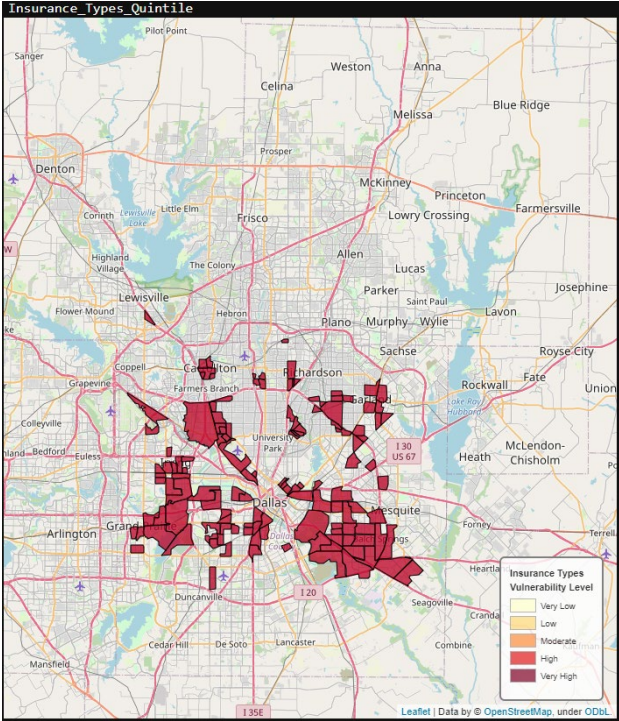 Insurance_Types_Quintile
Pilot Point
Sanger
Weston
Anna
Celina
Blue Ridge
Melissa
Prosper
Denton
McKinney
Princeton
Corinth
Lewisville Lake
Little Elm
Frisco
Lowry Crossing
Farmersville
W
Allen
Highland Village
The Colony
Lucas
Parker
Josephine
Lewisville
Saint Paul
Flower Mound
Hebron
Plano
Murphy
Wylie
Lavon
Sachse
Royse City
Coppell
Richardson
Fate
Grapevine
Farmers Branch
Rockwall
Union
Lake Ray Hubbard
Colleyville
University Park
I 30
US 67
McLendon-Chisholm
Bedford
Euless
Heath
Dallas
Mesquite
Arlington
Forney
Terrell
Heartla
Duncanville
I 20
Seagoville
Cranda
Cedar Hill
De Soto
Lancaster
Combine
Mansfield
I 35E
Insurance Types
Vulnerability Level
Very Low
Low
Moderate
High
Very High
Leaflet | Data by © OpenStreetMap, under ODbL.